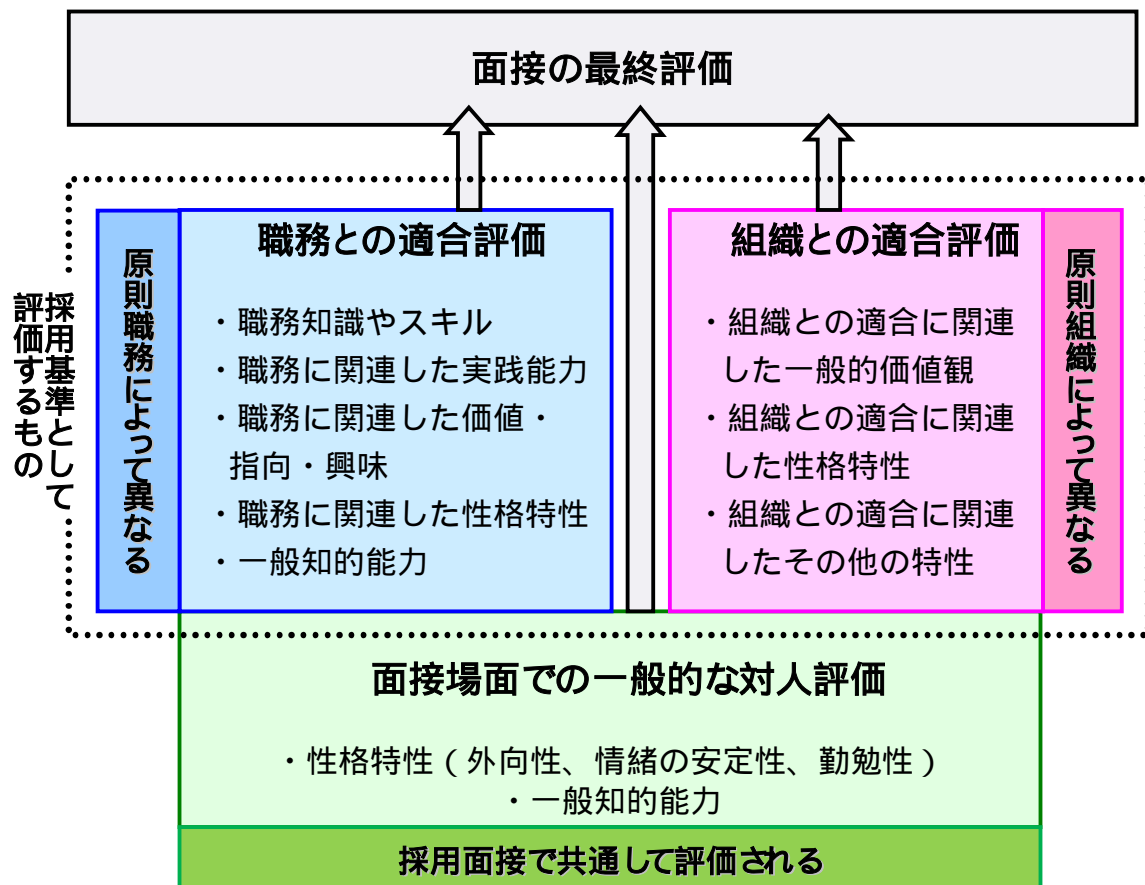 面接の最終評価
採用基準として
評価するもの
原則職務によって異なる
職務との適合評価
・職務知識やスキル
・職務に関連した実践能力
・職務に関連した価値・
指向・興味
・職務に関連した性格特性
・一般知的能力
組織との適合評価
・組織との適合に関連
した一般的価値観
・組織との適合に関連
した性格特性
・組織との適合に関連
したその他の特性
原則組織によって異なる
面接場面での一般的な対人評価
・性格特性（外向性、情緒の安定性、勤勉性）
・一般知的能力
採用面接で共通して評価される